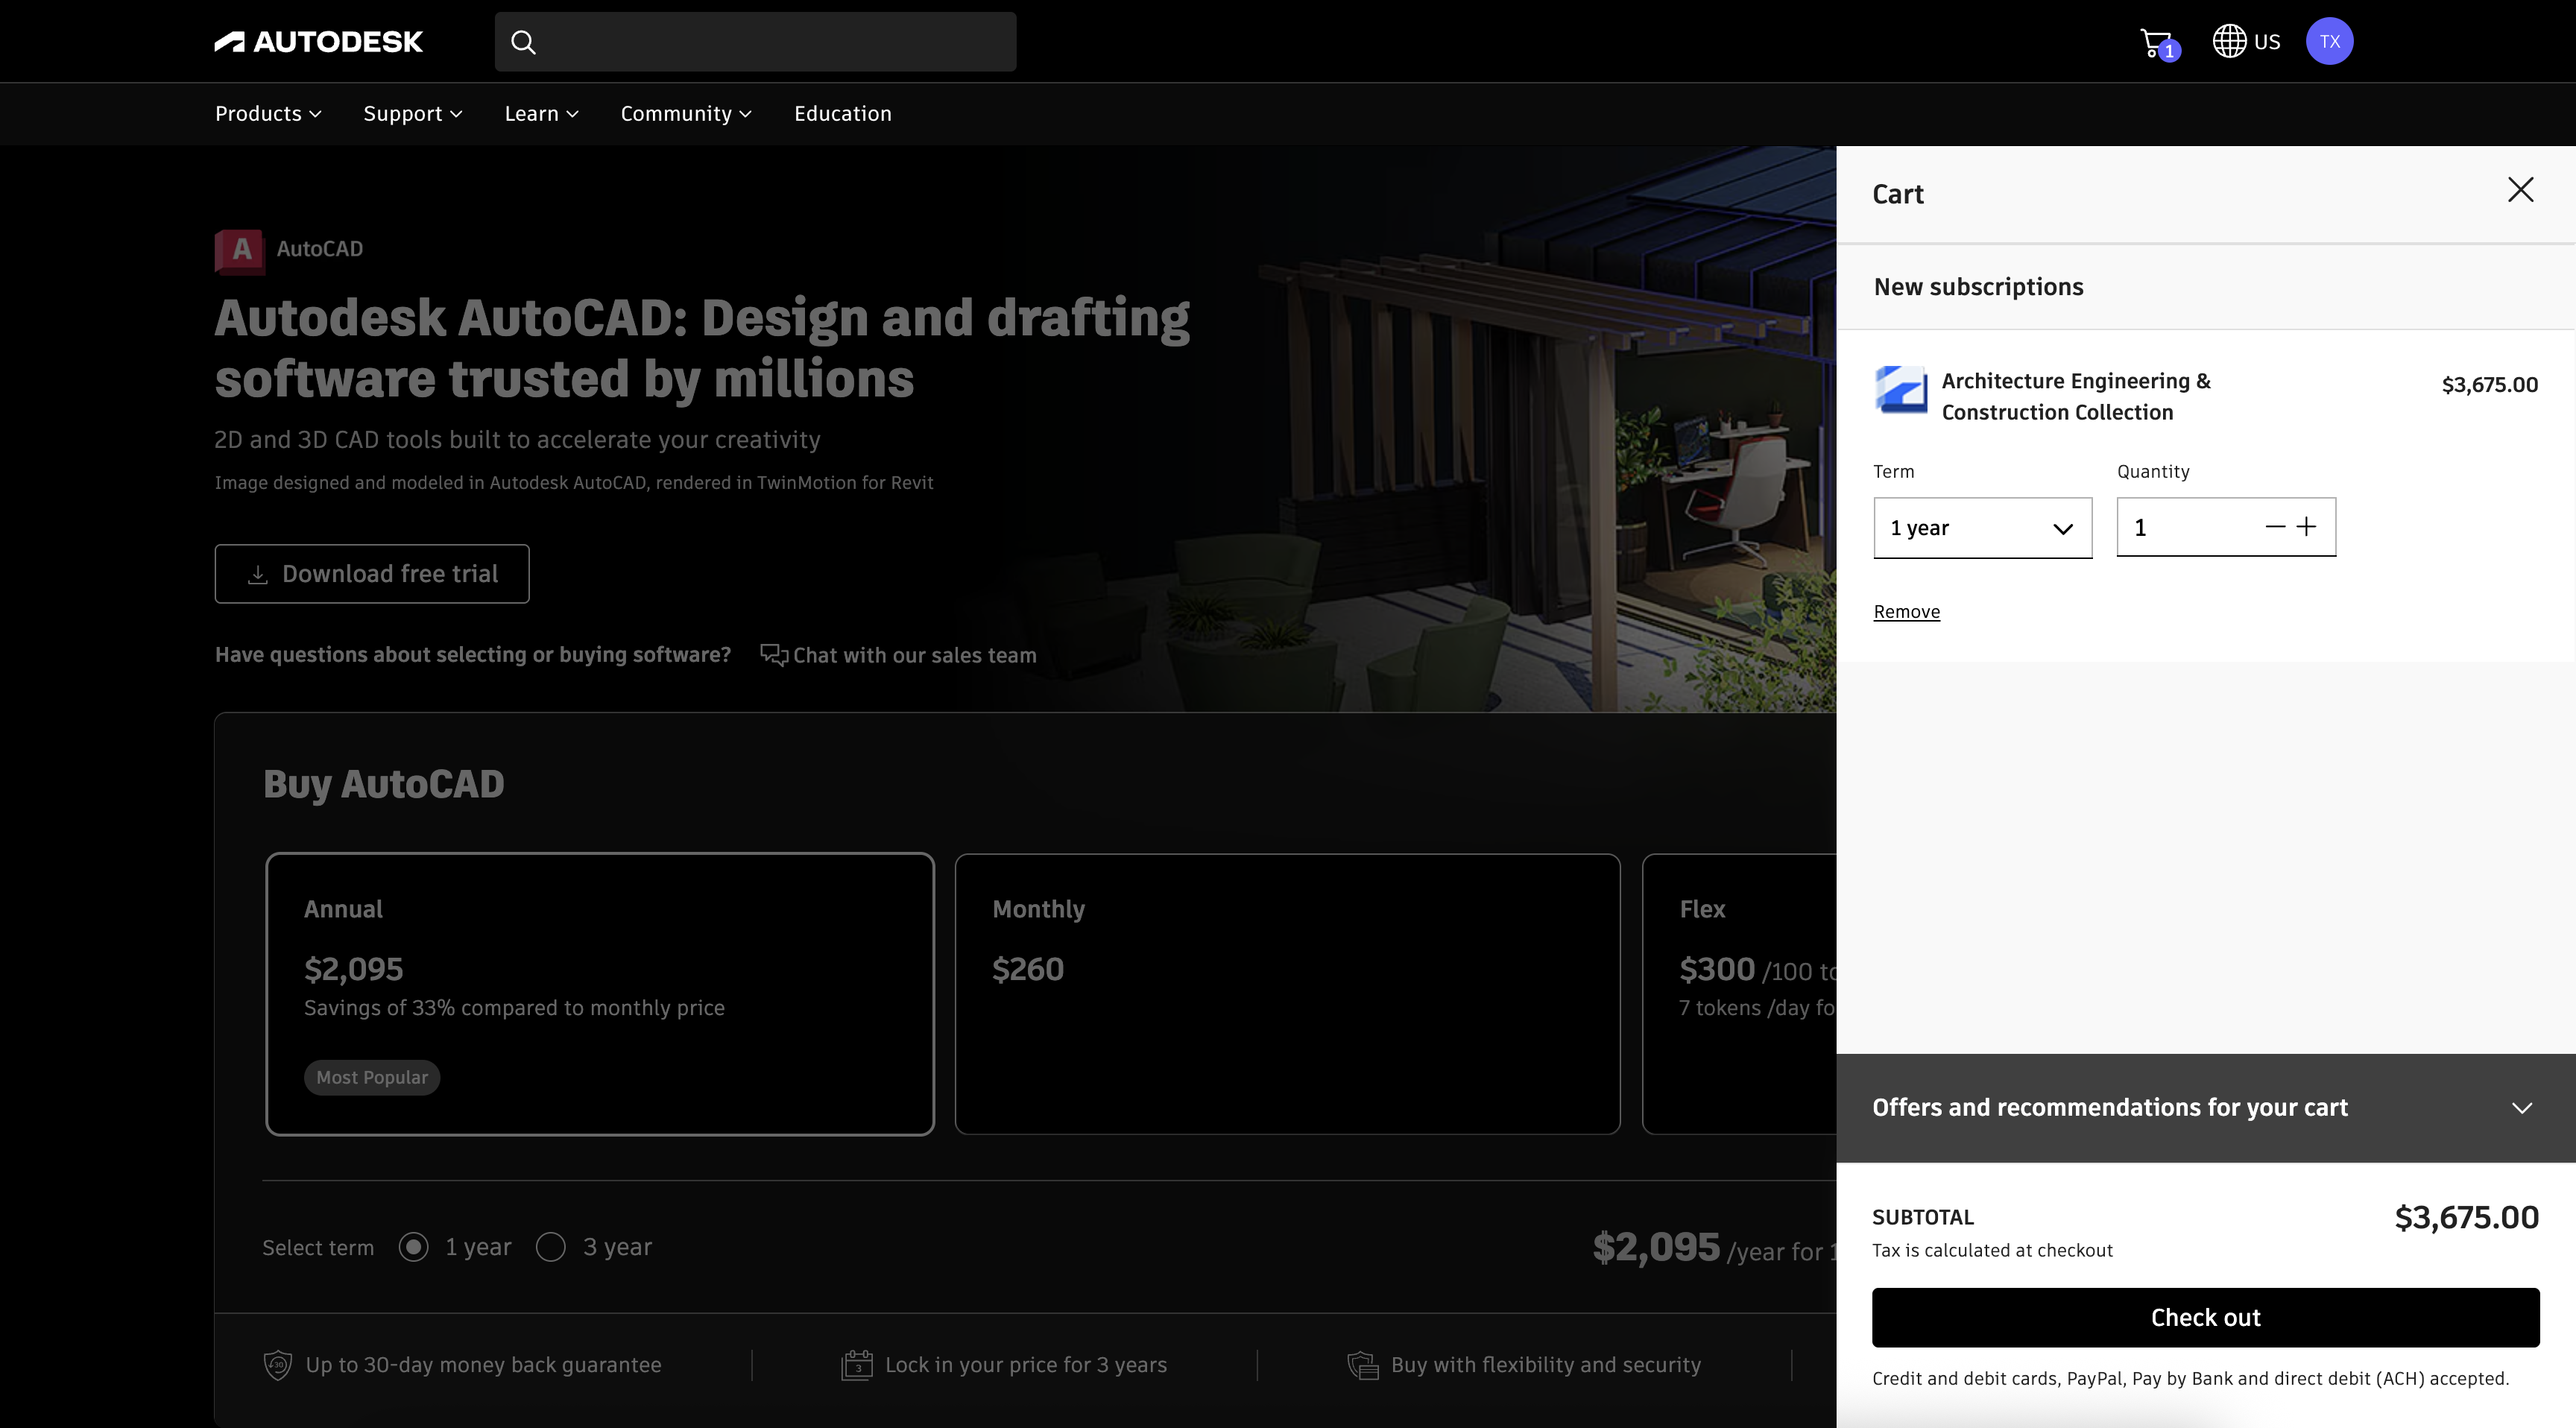 AUTODESK
1
US
TX
Products
Support
Learn
Community
Education
A
AutoCAD
Autodesk AutoCAD: Design and drafting
software trusted by millions
2D and 3D CAD tools built to accelerate your creativity
Image designed and modeled in Autodesk AutoCAD, rendered in TwinMotion for Revit
Download free trial
Have questions about selecting or buying software?
Chat with our sales team
Buy AutoCAD
Annual
$2,095
Savings of 33% compared to monthly price
Most Popular
Monthly
$260
Flex
$300 /100
7 tokens /day
Select term
1 year
3 year
$2,095 /year for
Up to 30-day money back guarantee
3
Lock in your price for 3 years
Buy with flexibility and security
Cart
New subscriptions
Architecture Engineering &
Construction Collection
$3,675.00
Term
Quantity
1 year
1
Remove
Offers and recommendations for your cart
SUBTOTAL
$3,675.00
Tax is calculated at checkout
Check out
Credit and debit cards, PayPal, Pay by Bank and direct debit (ACH) accepted.